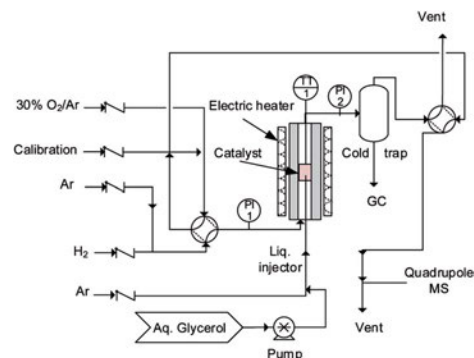 Vent
TT
1
PI
2
30% O2/Ar
Electric heater
Calibration
Catalyst
Cold trap
Ar
PI
1
GC
H2
Liq.
injector
Quadrupole
MS
Ar
Aq. Glycerol
Vent
Pump